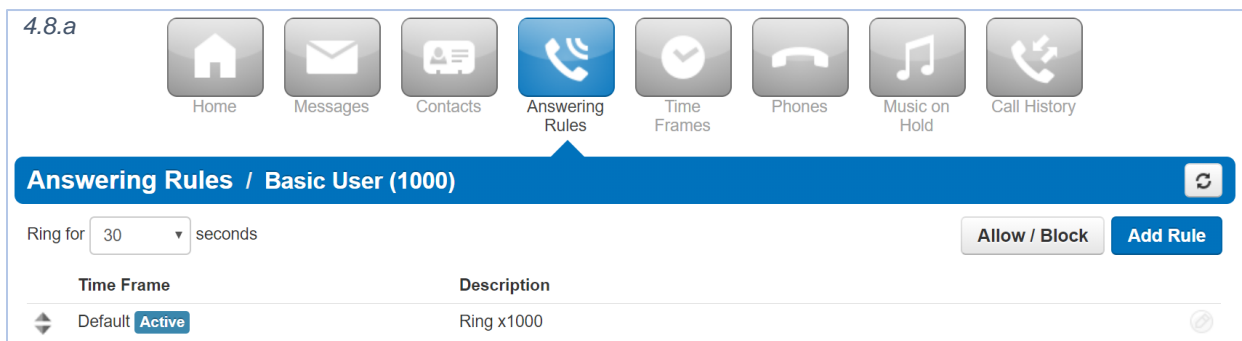 4.8.a
Home Messages Contacts Answering Rules Time Frames Phones Music on Hold Call History
Answering Rules / Basic User (1000)
Ring for 30 seconds Allow / Block Add Rule
Time Frame Description
Default Active Ring x1000